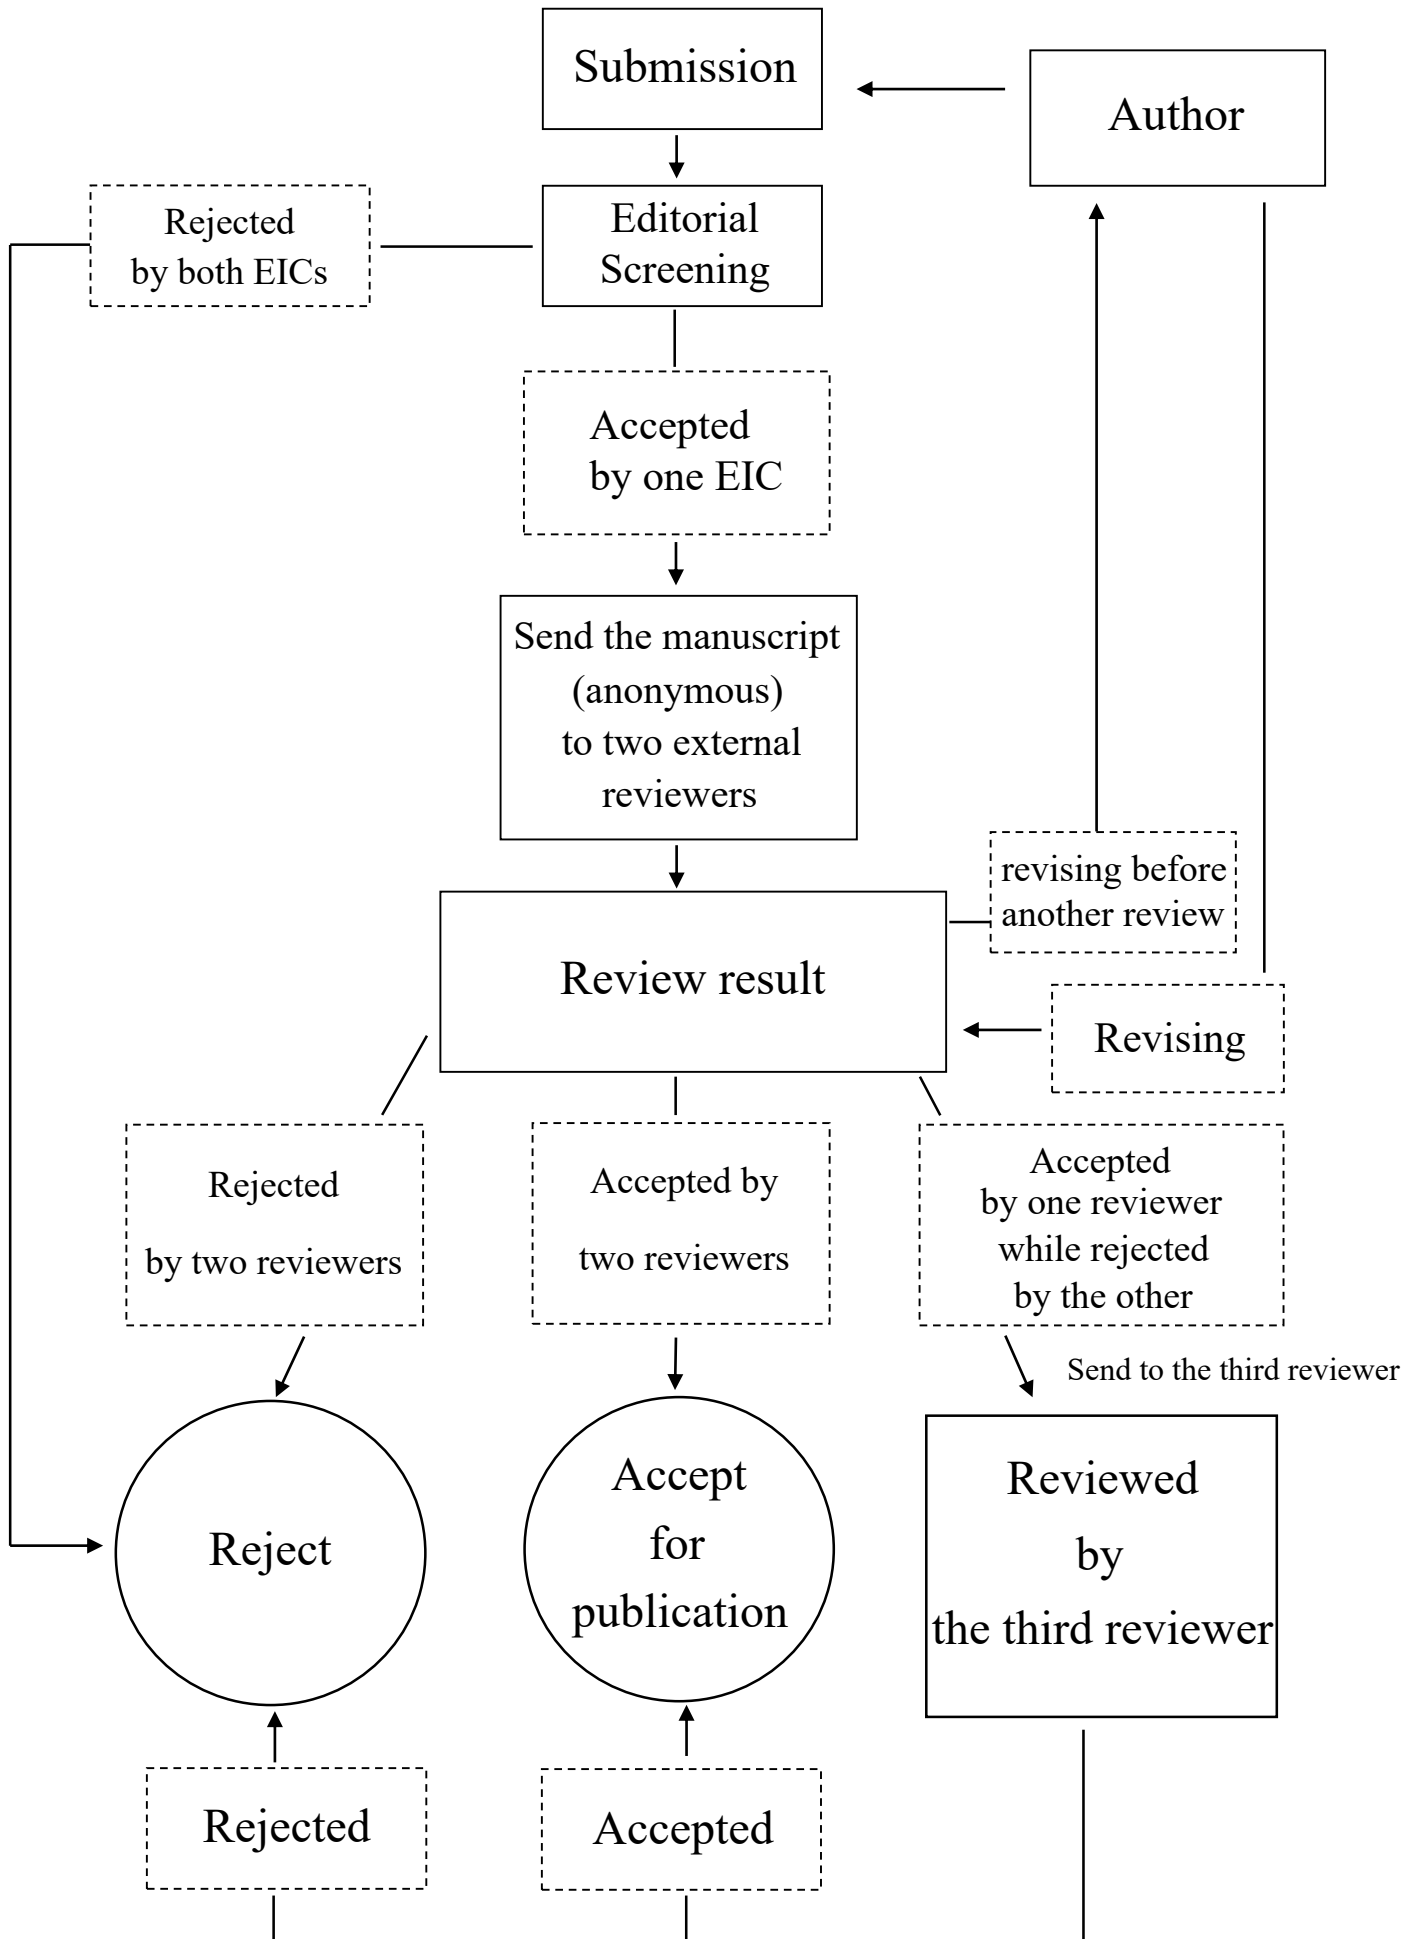 Submission
Author
Rejected
by both EICs
Editorial
Screening
Accepted
by one EIC
Send the manuscript
(anonymous)
to two external
reviewers
revising before
another review
Review result
Revising
Rejected
by two reviewers
Accepted by
two reviewers
Accepted
by one reviewer
while rejected
by the other
Send to the third reviewer
Reject
Accept
for
publication
Reviewed
by
the third reviewer
Rejected
Accepted